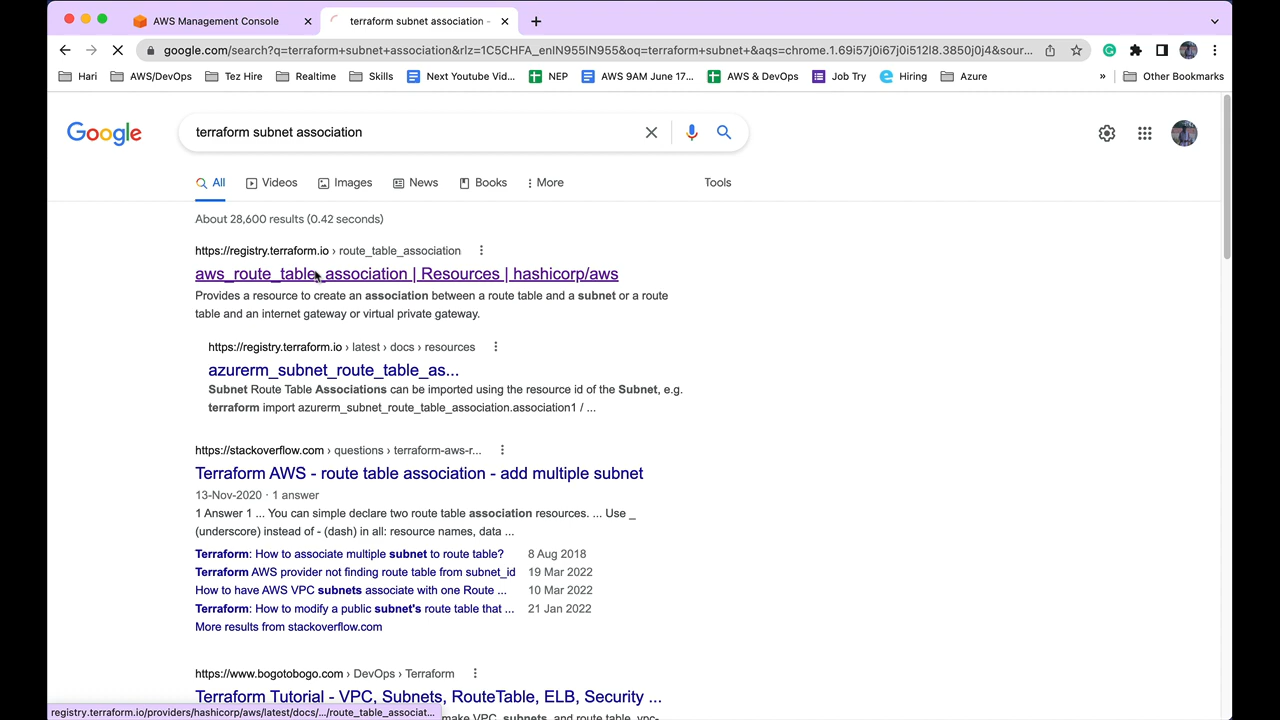 AWS Management Console
terraform subnet association -
google.com/search?q=terraform+subnet+association&rlz=1C5CHFA_enIN955IN955&oq=terraform+subnet+&aqs=chrome.1.69i57j0i67j0i512l8.3850j0j4&sour...
Hari
AWS/DevOps
Tez Hire
Realtime
Skills
Next Youtube Vid...
NEP
AWS 9AM June 17...
AWS & DevOps
Job Try
Hiring
Azure
»
Other Bookmarks
Google
terraform subnet association
All
Videos
Images
News
Books
More
Tools
About 28,600 results (0.42 seconds)
https://registry.terraform.io › route_table_association
aws_route_table_association | Resources | hashicorp/aws
Provides a resource to create an association between a route table and a subnet or a route
table and an internet gateway or virtual private gateway.
https://registry.terraform.io › latest › docs › resources
azurerm_subnet_route_table_as...
Subnet Route Table Associations can be imported using the resource id of the Subnet, e.g.
terraform import azurerm_subnet_route_table_association.association1 / ...
https://stackoverflow.com › questions › terraform-aws-r...
Terraform AWS - route table association - add multiple subnet
13-Nov-2020 · 1 answer
1 Answer 1 ... You can simple declare two route table association resources. ... Use _
(underscore) instead of - (dash) in all: resource names, data ...
Terraform: How to associate multiple subnet to route table? 8 Aug 2018
Terraform AWS provider not finding route table from subnet_id 19 Mar 2022
How to have AWS VPC subnets associate with one Route ... 10 Mar 2022
Terraform: How to modify a public subnet's route table that ... 21 Jan 2022
More results from stackoverflow.com
https://www.bogotobogo.com › DevOps › Terraform
Terraform Tutorial - VPC, Subnets, RouteTable, ELB, Security ...
registry.terraform.io/providers/hashicorp/aws/latest/docs/.../route_table_associat...
make VPC, subnets, and route table, vpc-